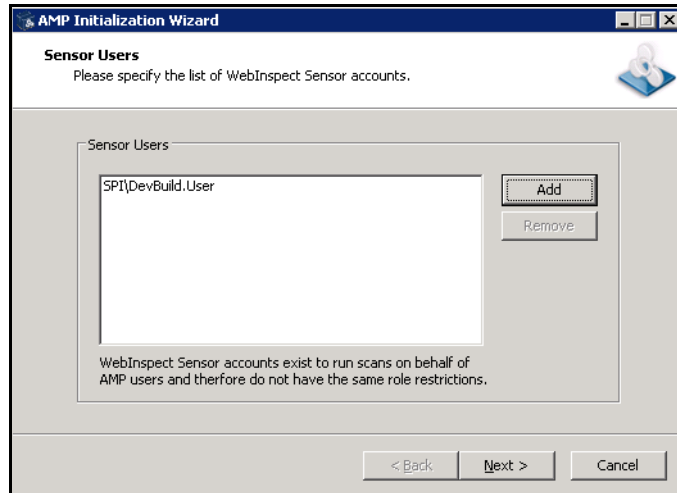 AMP Initialization Wizard
Sensor Users
Please specify the list of WebInspect Sensor accounts.
Sensor Users
SPI\DevBuild.User
Add
Remove
WebInspect Sensor accounts exist to run scans on behalf of
AMP users and therfore do not have the same role restrictions.
< Back
Next >
Cancel